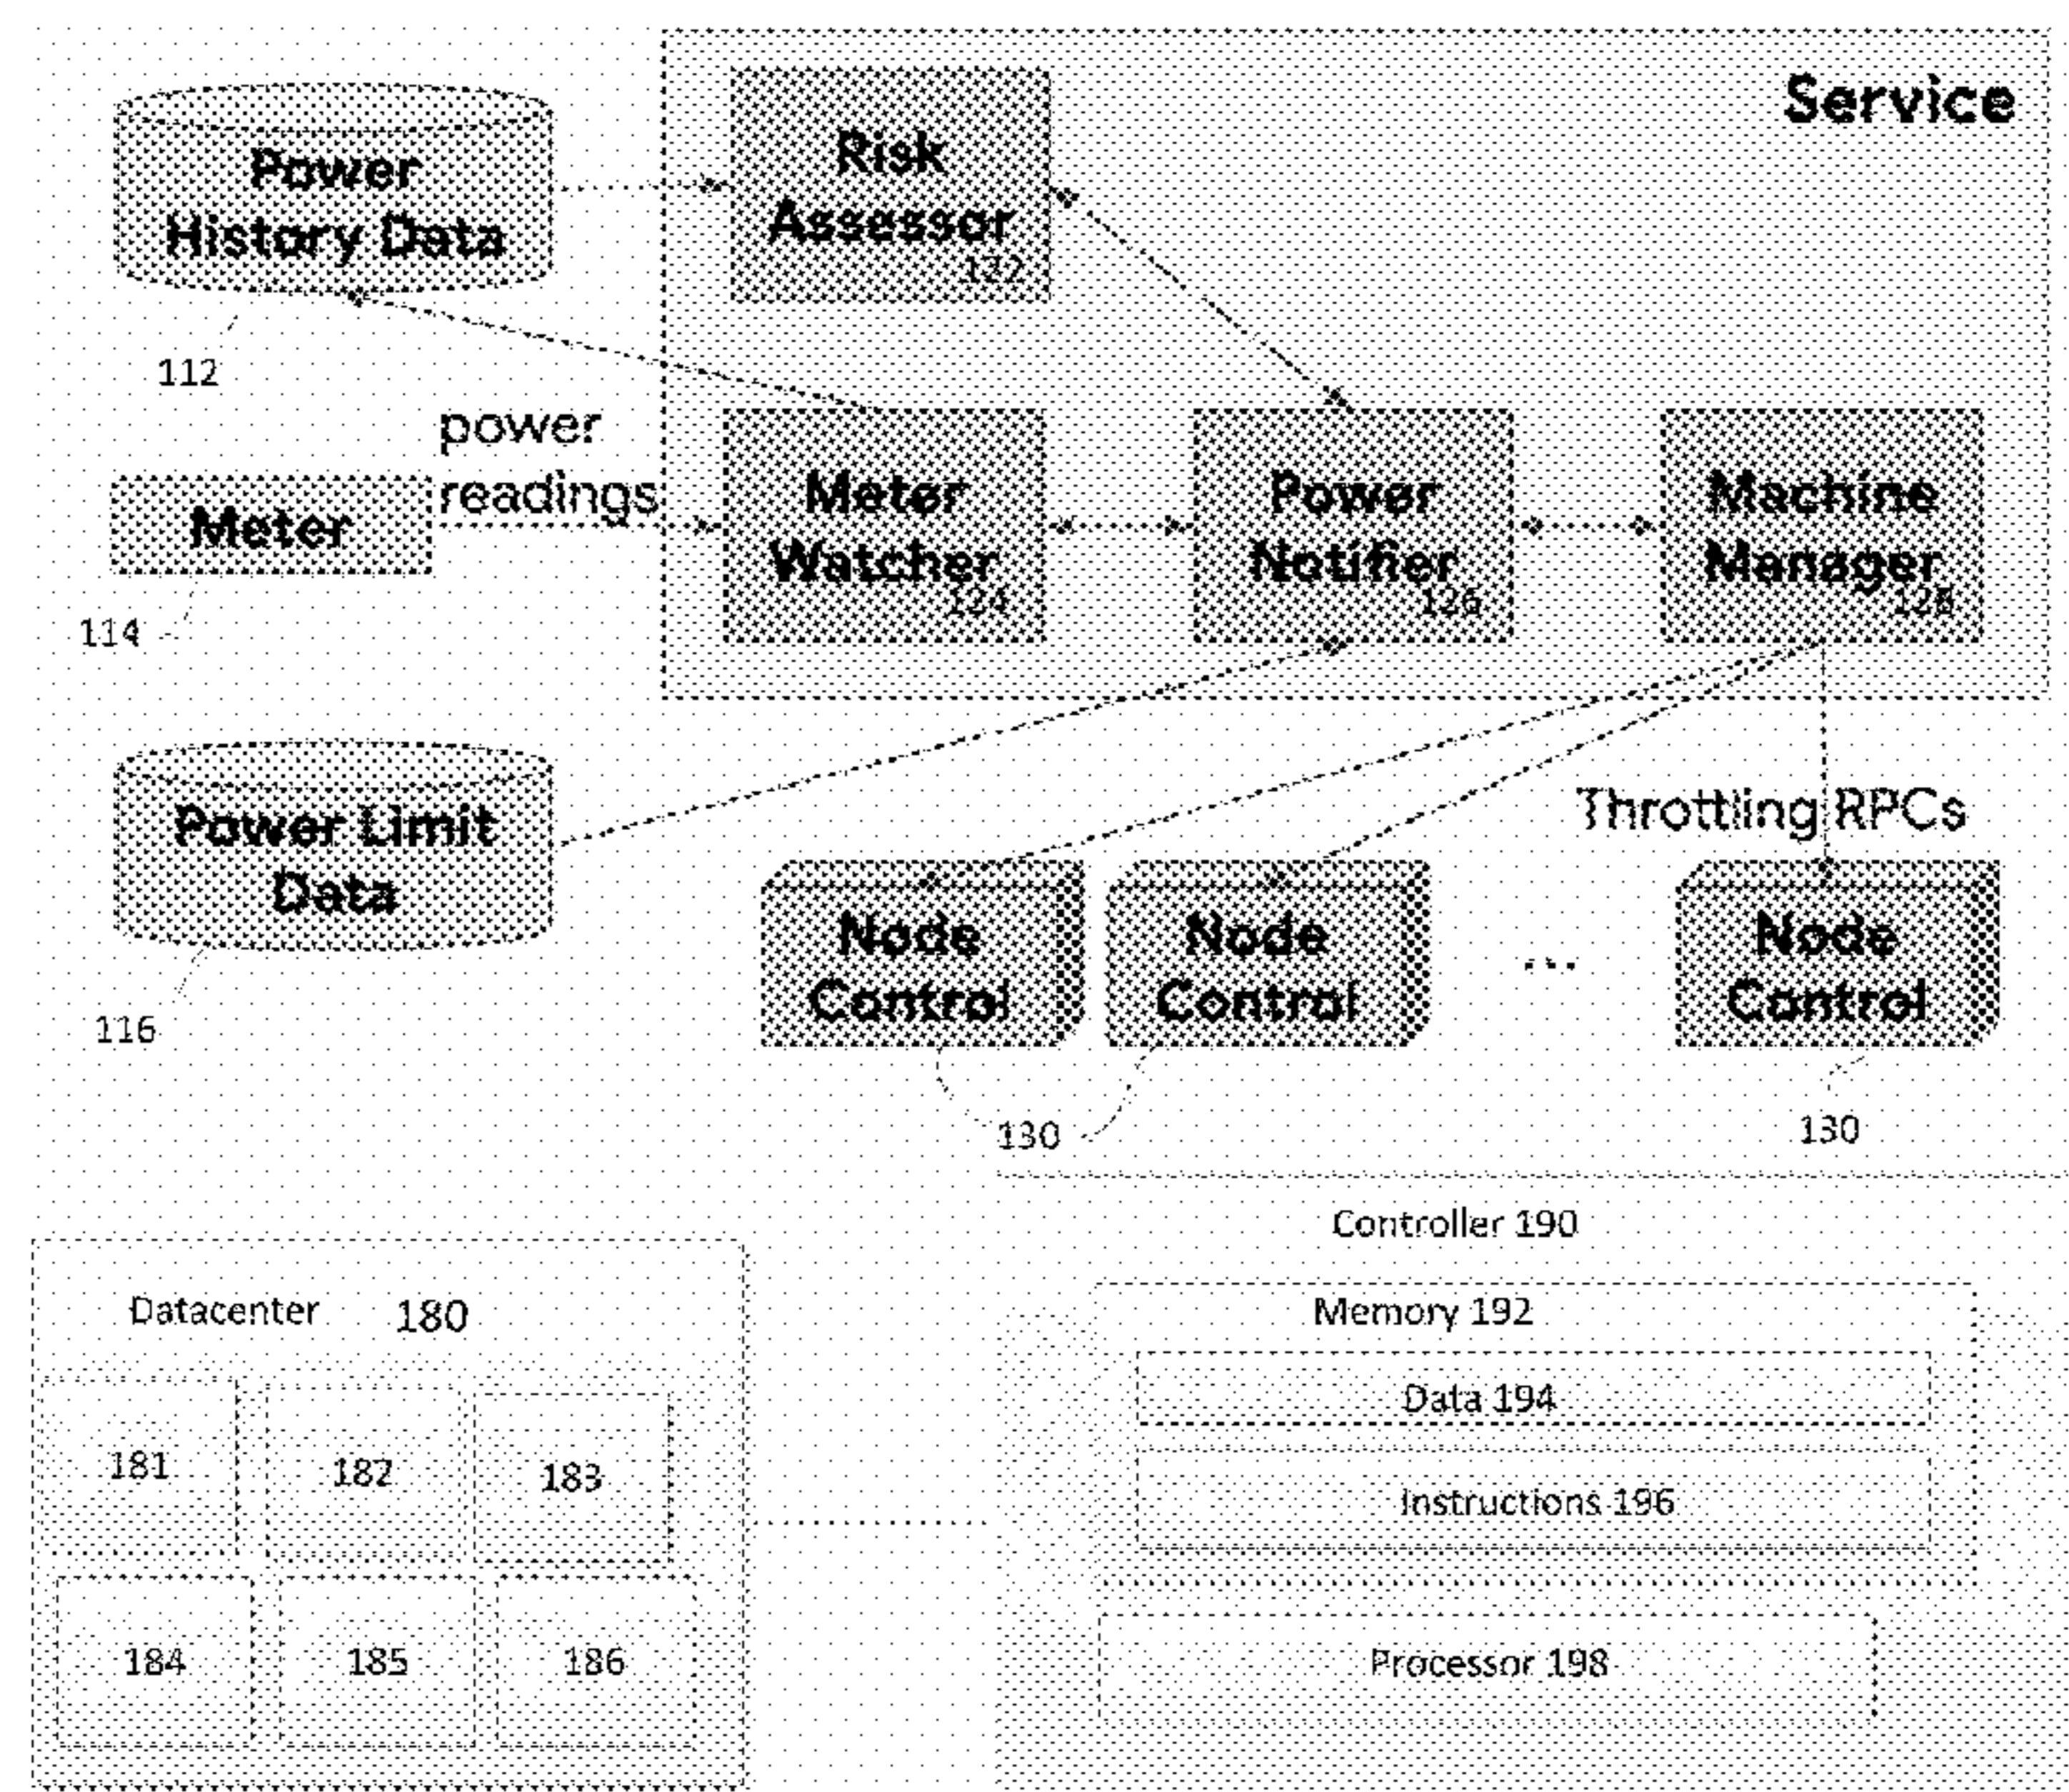 Service
Power
History Data
Risk
Assessor
122
112
power
readings
Meter
114
Meter
Watcher
124
Power
Notifier
126
Machine
Manager
128
Power Limit
Data
116
Throttling RPCs
Node
Control
Node
Control
...
Node
Control
130
130
Controller 190
Datacenter 180
Memory 192
Data 194
Instructions 196
Processor 198
181
182
183
184
185
186